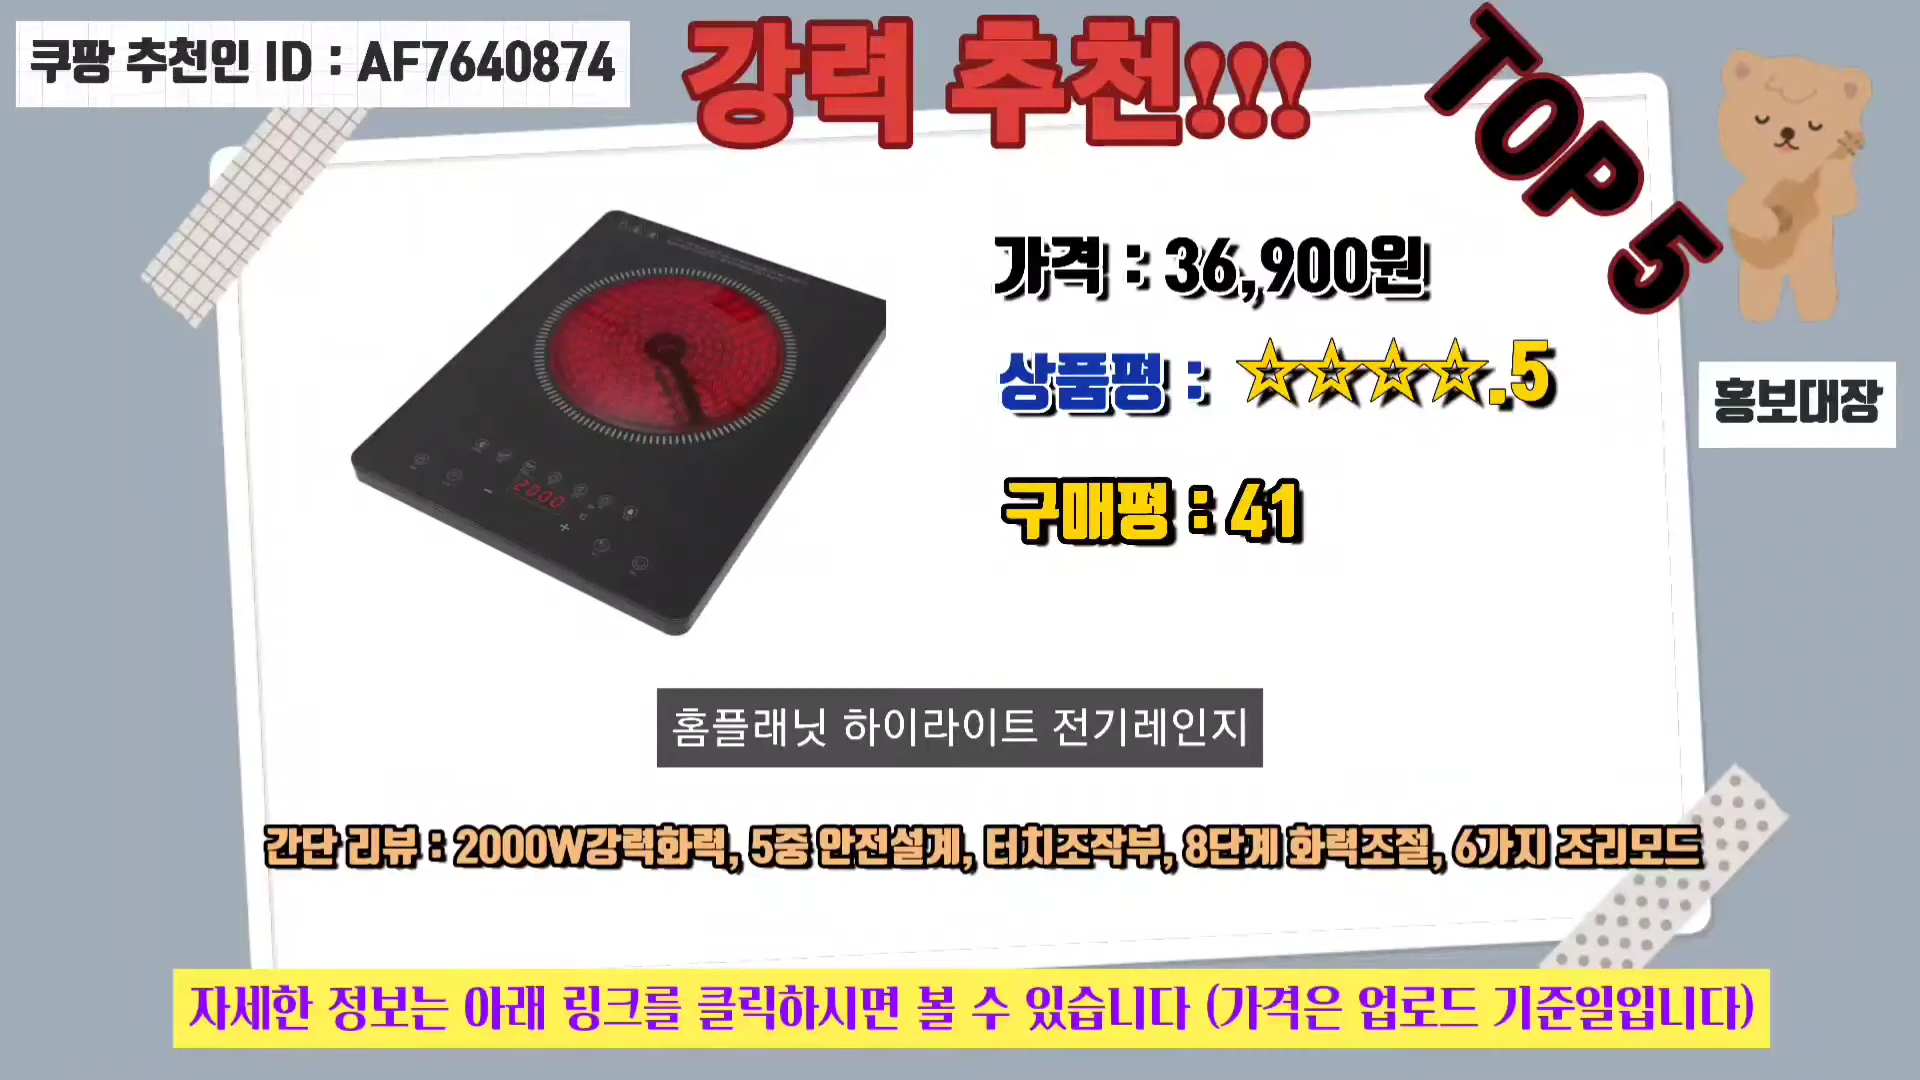 쿠팡 추천인 ID : AF7640874
강력 추천!!!
TOP 5
가격 : 36,900원
상품평 : ☆☆☆☆.5
홍보대장
구매평 : 41
2000
홈플래닛 하이라이트 전기레인지
간단 리뷰 : 2000W강력화력, 5중 안전설계, 터치조작부, 8단계 화력조절, 6가지 조리모드
자세한 정보는 아래 링크를 클릭하시면 볼 수 있습니다 (가격은 업로드 기준일입니다)